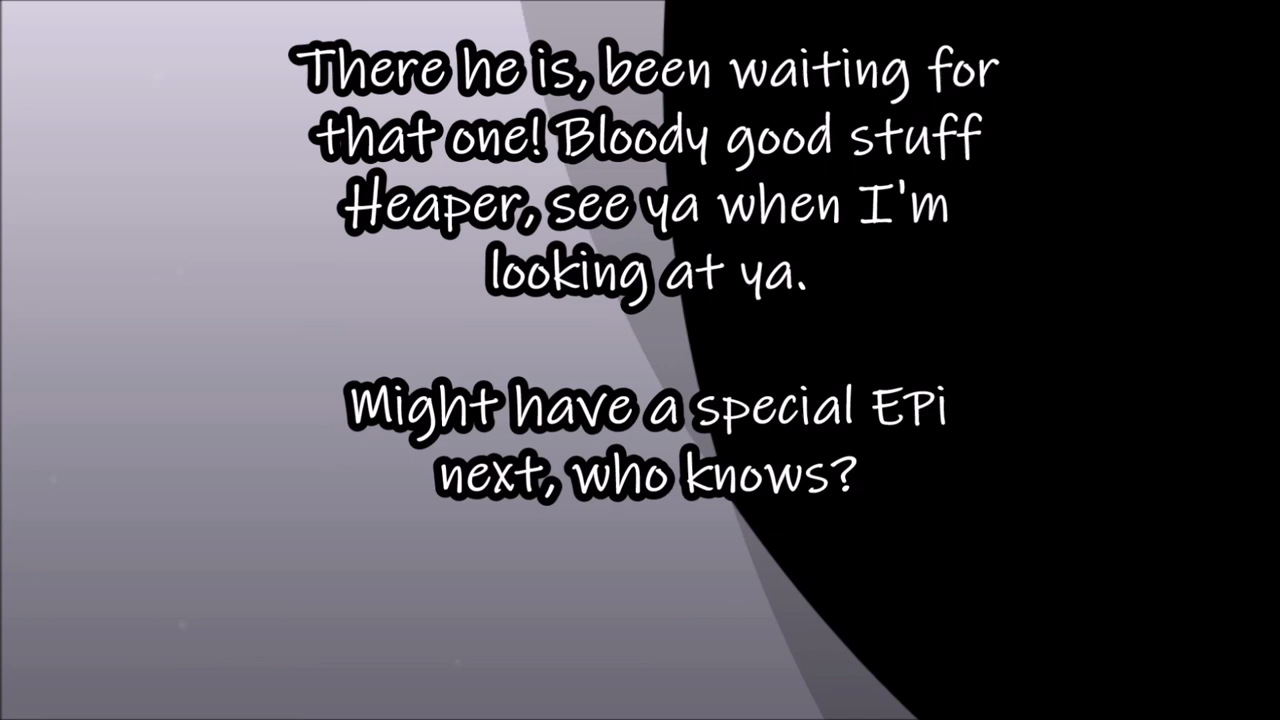 There he is, been waiting for
that one! Bloody good stuff
Heaper, see ya when I'm
looking at ya.
Might have a special EPi
next, who knows?